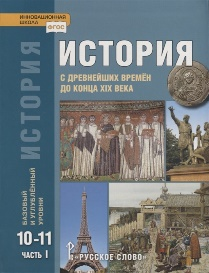 ИННОВАЦИОННАЯ
ШКОЛА
ФГОС
ИСТОРИЯ
С ДРЕВНЕЙШИХ ВРЕМЁН
ДО КОНЦА XIX ВЕКА
ИСТОРИЯ
БАЗОВЫЙ
И УГЛУБЛЁННЫЙ
УРОВНИ
10-11
ЧАСТЬ I
«РУССКОЕ СЛОВО»